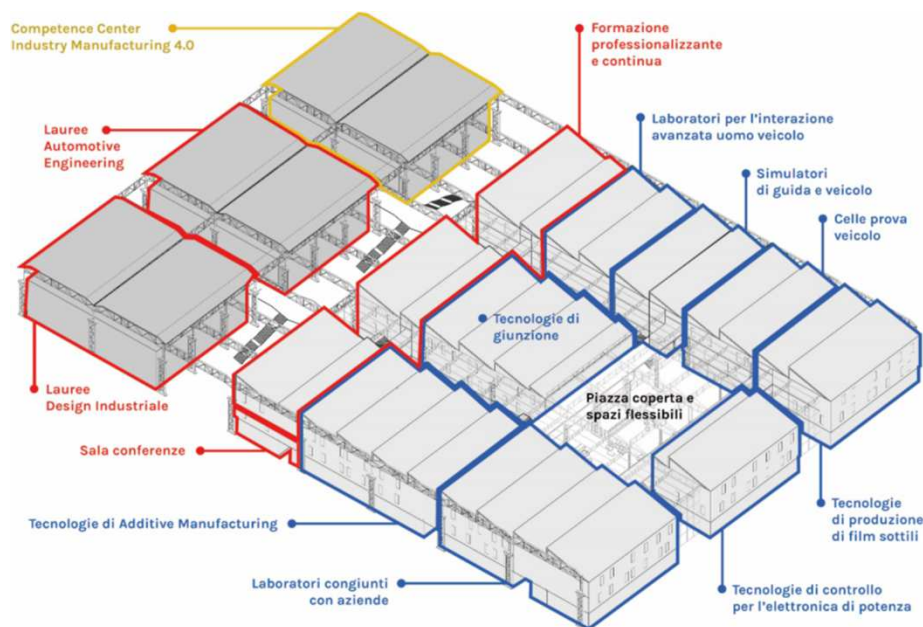 Competence Center
Industry Manufacturing 4.0
Formazione
professionalizzante
e continua
Lauree
Automotive
Engineering
Laboratori per l'interazione
avanzata uomo veicolo
Simulatori
di guida e veicolo
Celle prova
veicolo
Tecnologie di
giunzione
Piazza coperta e
spazi flessibili
Lauree
Design Industriale
Sala conferenze
Tecnologie di Additive Manufacturing
Laboratori congiunti
con aziende
Tecnologie
di produzione
di film sottili
Tecnologie di controllo
per l'elettronica di potenza